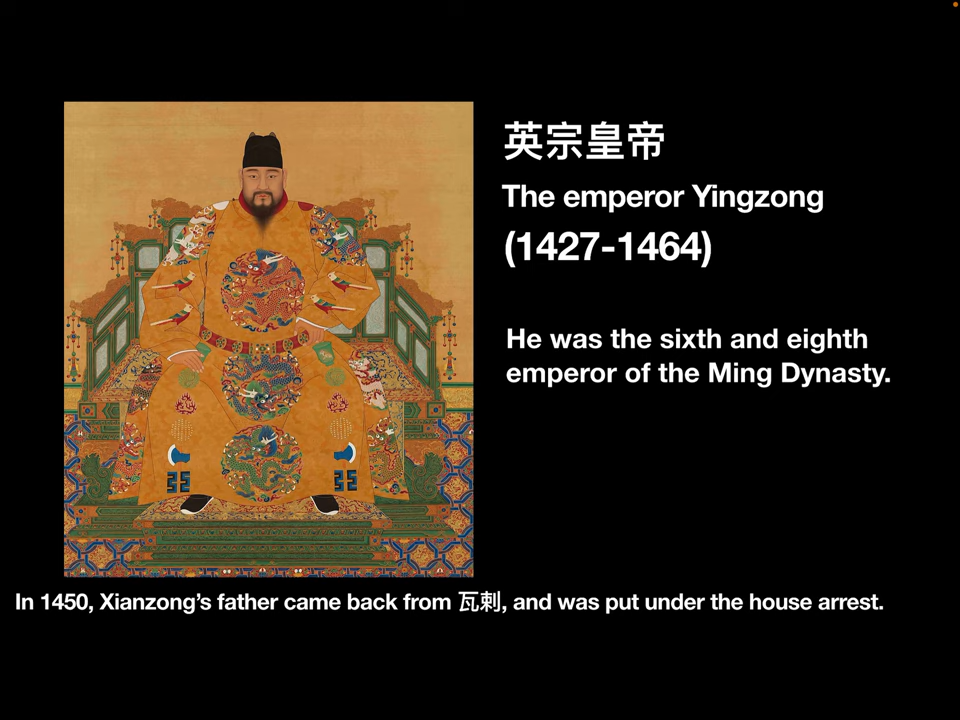 英宗皇帝
The emperor Yingzong
(1427-1464)
He was the sixth and eighth
emperor of the Ming Dynasty.
In 1450, Xianzong’s father came back from 瓦剌, and was put under the house arrest.